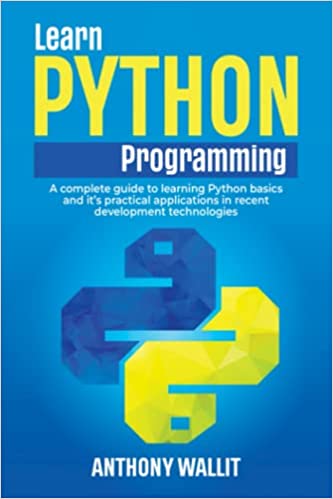 Learn
PYTHON
Programming
A complete guide to learning Python basics
and it's practical applications in recent
development technologies
ANTHONY WALLIT